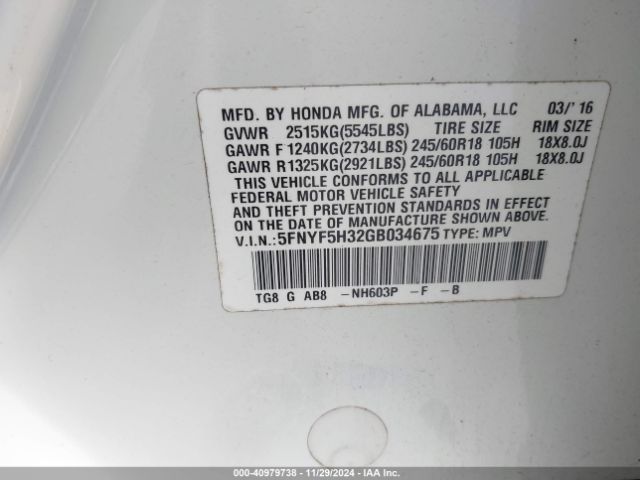 MFD. BY HONDA MFG. OF ALABAMA, LLC 03/'16
GVWR 2515KG(5545LBS) TIRE SIZE RIM SIZE
GAWR F 1240KG(2734LBS) 245/60R18 105H 18X8.0J
GAWR R1325KG(2921LBS) 245/60R18 105H 18X8.0J
THIS VEHICLE CONFORMS TO ALL APPLICABLE
FEDERAL MOTOR VEHICLE SAFETY
AND THEFT PREVENTION STANDARDS IN EFFECT
ON THE DATE OF MANUFACTURE SHOWN ABOVE.
V.I.N.:5FNYF5H32GB034675 TYPE: MPV
TG8 G AB8 -NH603P -F -B
000-40979738 - 11/29/2024 - IAA Inc.